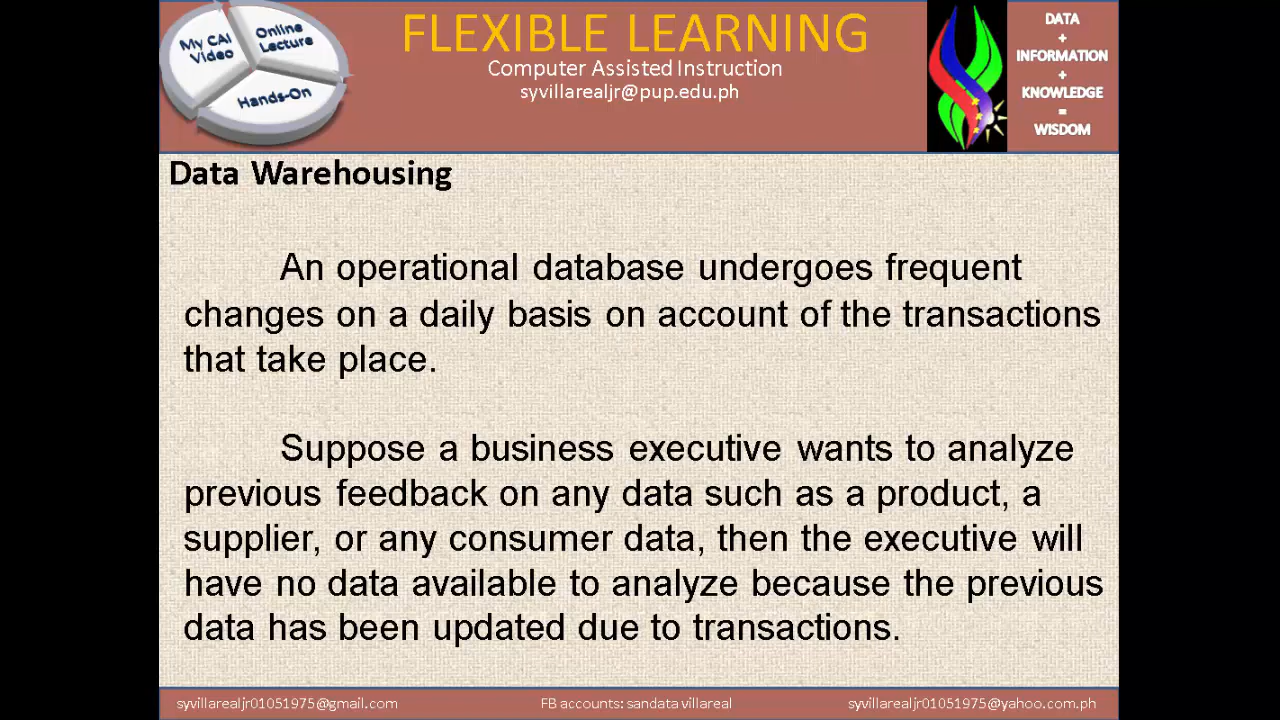 My CAI
Video
Online
Lecture
Hands-On
FLEXIBLE LEARNING
Computer Assisted Instruction
syvillarealjr@pup.edu.ph
DATA
+
INFORMATION
+
KNOWLEDGE
=
WISDOM
Data Warehousing
An operational database undergoes frequent
changes on a daily basis on account of the transactions
that take place.
Suppose a business executive wants to analyze
previous feedback on any data such as a product, a
supplier, or any consumer data, then the executive will
have no data available to analyze because the previous
data has been updated due to transactions.
syvillarealjr01051975@gmail.com
FB accounts: sandata villareal
syvillarealjr01051975@yahoo.com.ph